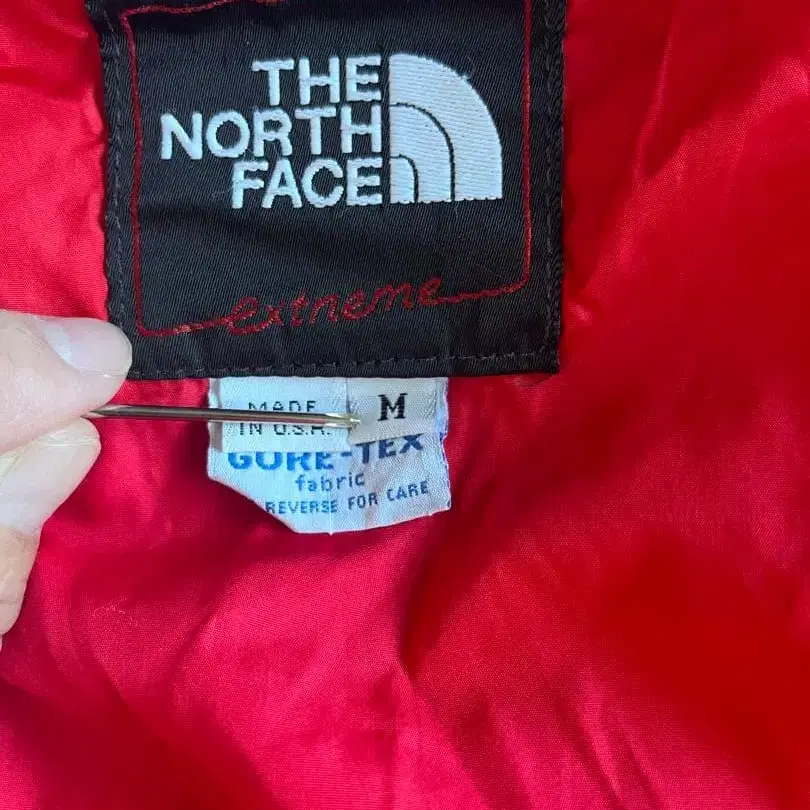 THE
NORTH
FACE
extreme
MADE
IN U.S.A.
M
GORE-TEX
fabric
REVERSE FOR CARE